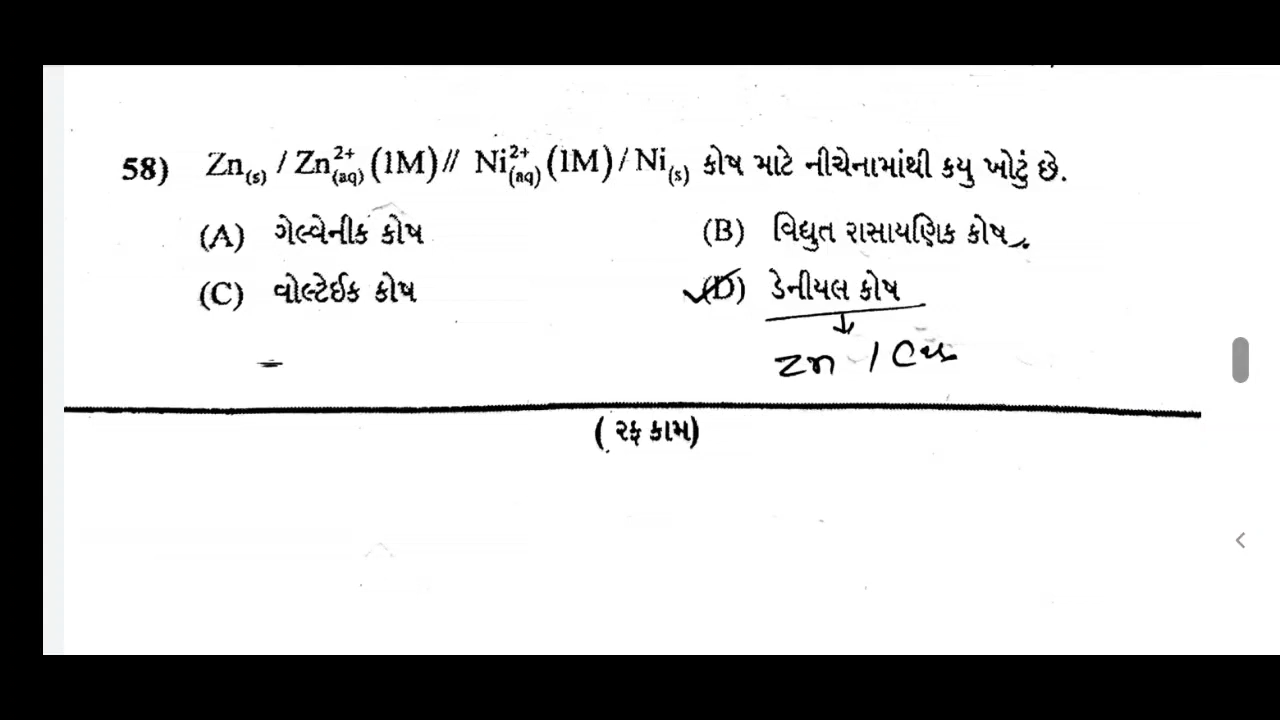 58) Zn(s) / Zn2+(aq) (1M) // Ni2+(aq) (1M) / Ni(s) કોષ માટે નીચેનામાંથી કયુ ખોટું છે.
(A) ગેલ્વેનીક કોષ (B) વિદ્યુત રાસાયણિક કોષ.
(C) વોલ્ટેઈક કોષ (D) ડેનીયલ કોષ
↓
Zn / Cu
( રફ કામ)